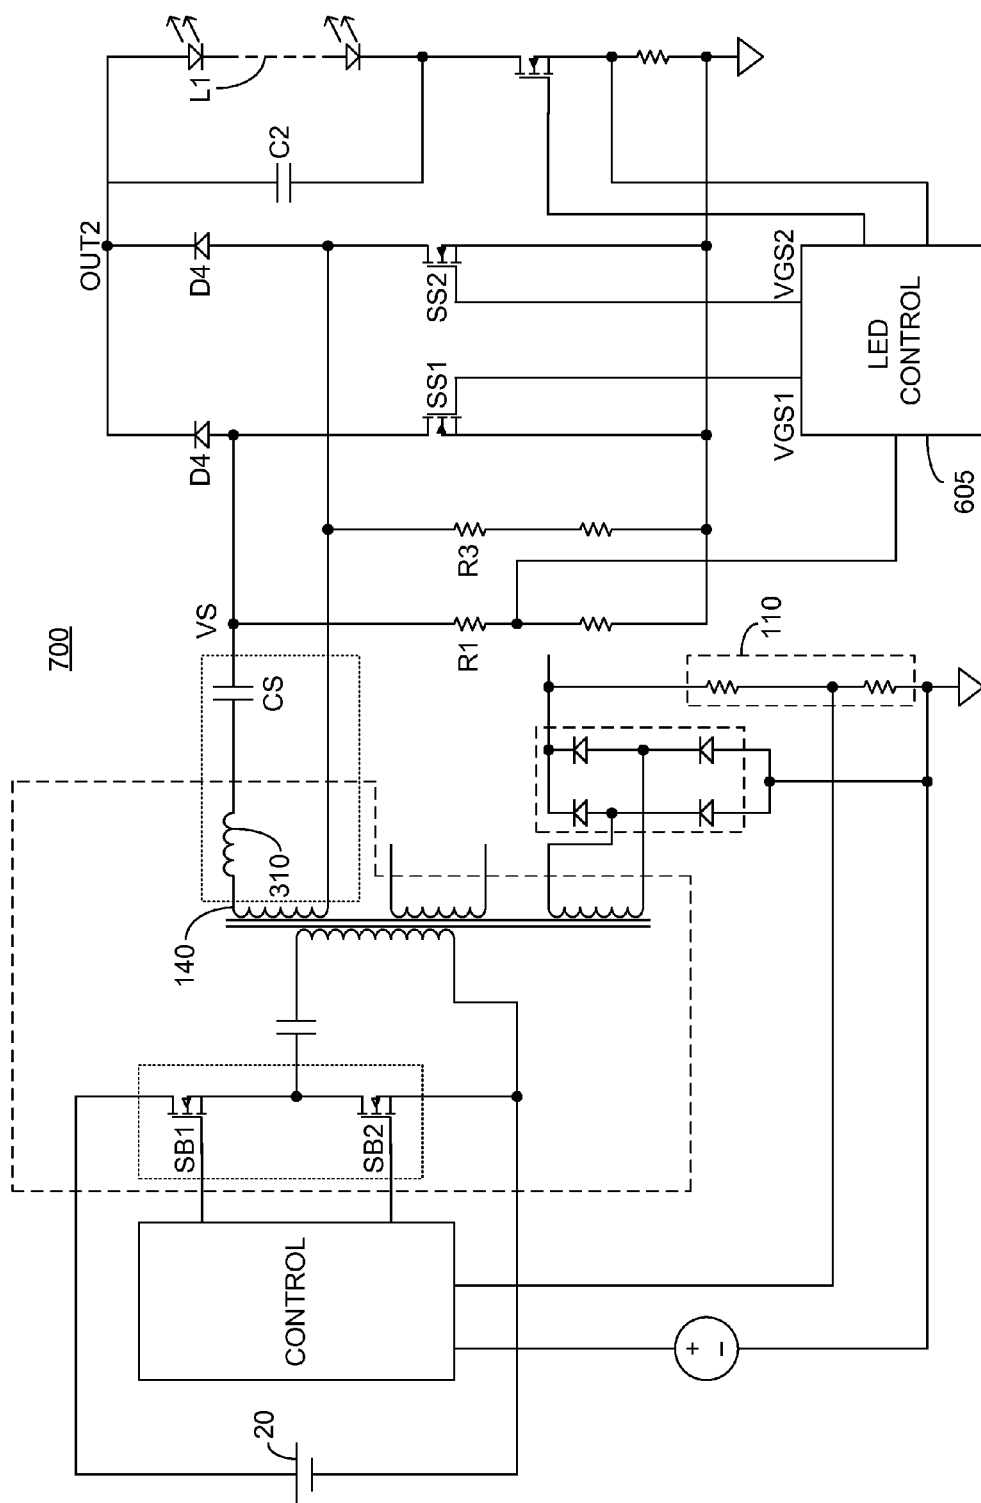 700
20
CONTROL
SB1
SB2
140
310
CS
VS
R1
R3
110
D4
D4
OUT2
SS1
SS2
C2
L1
VGS1
VGS2
LED
CONTROL
605
+
−